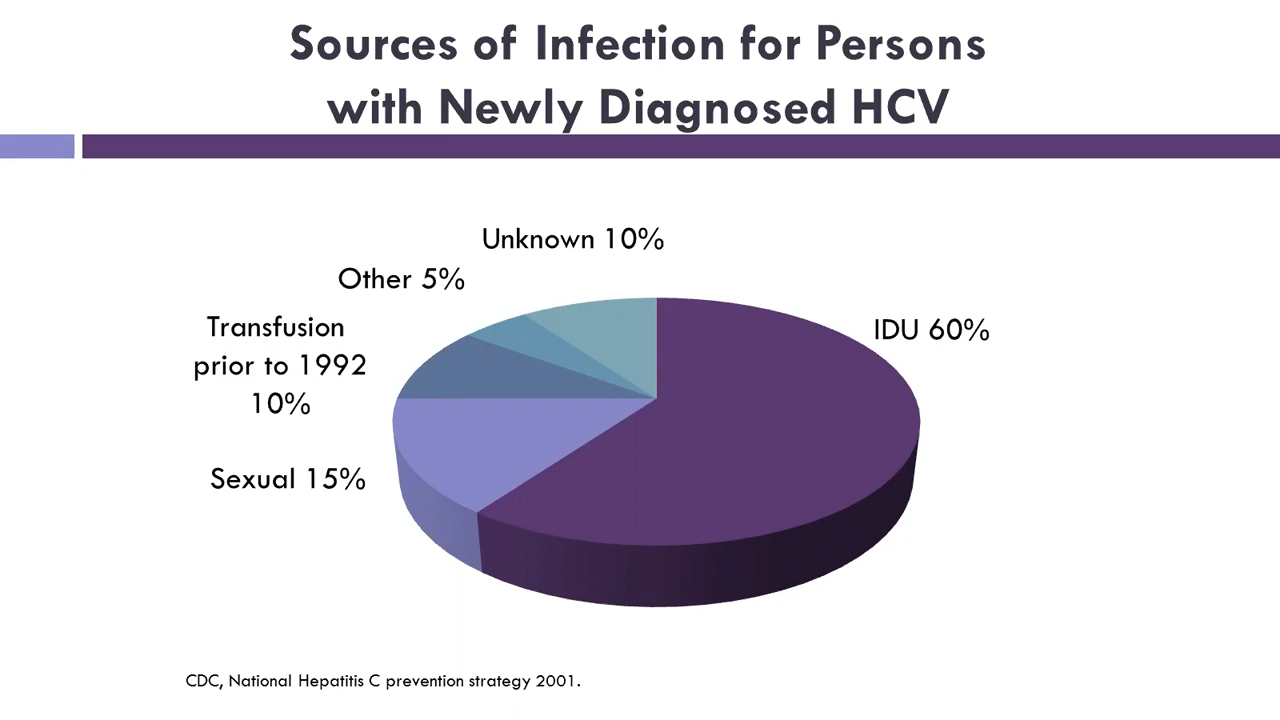 Sources of Infection for Persons
with Newly Diagnosed HCV
Unknown 10%
Other 5%
Transfusion
prior to 1992
10%
IDU 60%
Sexual 15%
CDC, National Hepatitis C prevention strategy 2001.